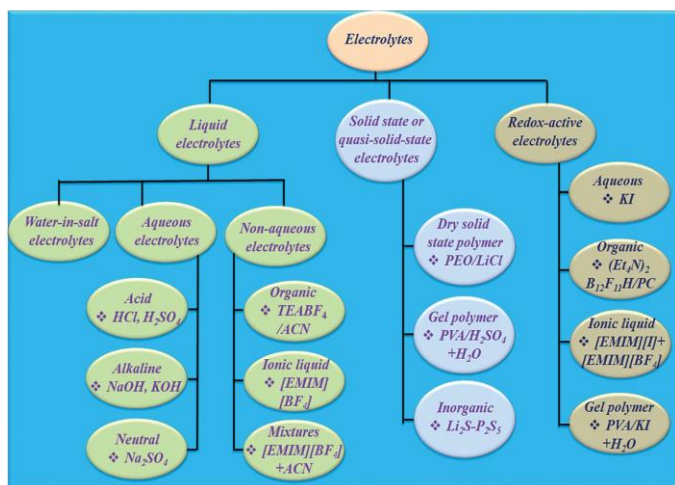 Electrolytes
Liquid
electrolytes
Solid state or
quasi-solid-state
electrolytes
Redox-active
electrolytes
Water-in-salt
electrolytes
Aqueous
electrolytes
Non-aqueous
electrolytes
Acid
❖ HCl, H₂SO₄
Alkaline
❖ NaOH, KOH
Neutral
❖ Na₂SO₄
Organic
❖ TEABF₄
/ACN
Ionic liquid
❖ [EMIM]
[BF₄]
Mixtures
❖ [EMIM][BF₄]
+ACN
Dry solid
state polymer
❖ PEO/LiCl
Gel polymer
❖ PVA/H₂SO₄
+H₂O
Inorganic
❖ Li₂S-P₂S₅
Aqueous
❖ KI
Organic
❖ (Et₄N)₂
B₁₂F₁₁H/PC
Ionic liquid
❖ [EMIM][I]+
[EMIM][BF₄]
Gel polymer
❖ PVA/KI
+H₂O